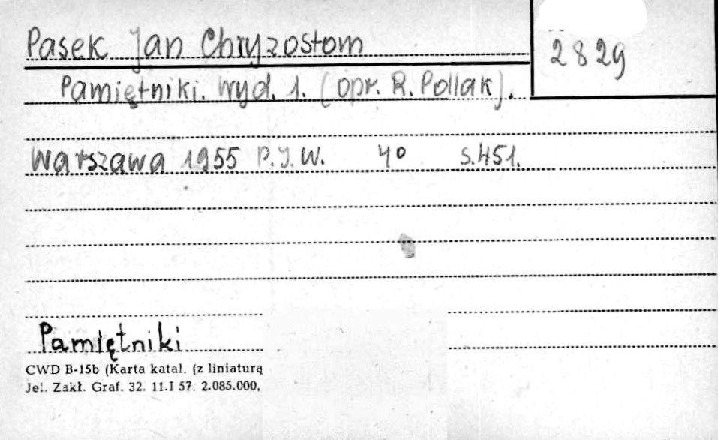 Pasek Jan Chryzostom
2829
Pamiętniki. Wyd. 1. (opr. R. Pollak).
Warszawa 1955 P.I.W. 4° s.451.
Pamiętniki
CWD B-15b (Karta katal. (z liniaturą
Jel. Zakł. Graf. 32. 11.I 57. 2.085.000.